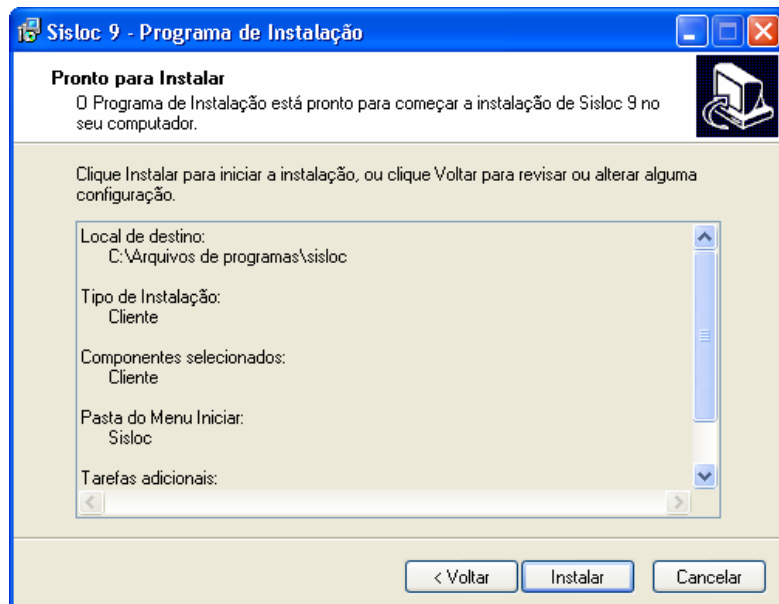 Sisloc 9 - Programa de Instalação
Pronto para Instalar
O Programa de Instalação está pronto para começar a instalação de Sisloc 9 no
seu computador.
Clique Instalar para iniciar a instalação, ou clique Voltar para revisar ou alterar alguma
configuração.
Local de destino:
C:\Arquivos de programas\sisloc
Tipo de Instalação:
Cliente
Componentes selecionados:
Cliente
Pasta do Menu Iniciar:
Sisloc
Tarefas adicionais:
< Voltar
Instalar
Cancelar